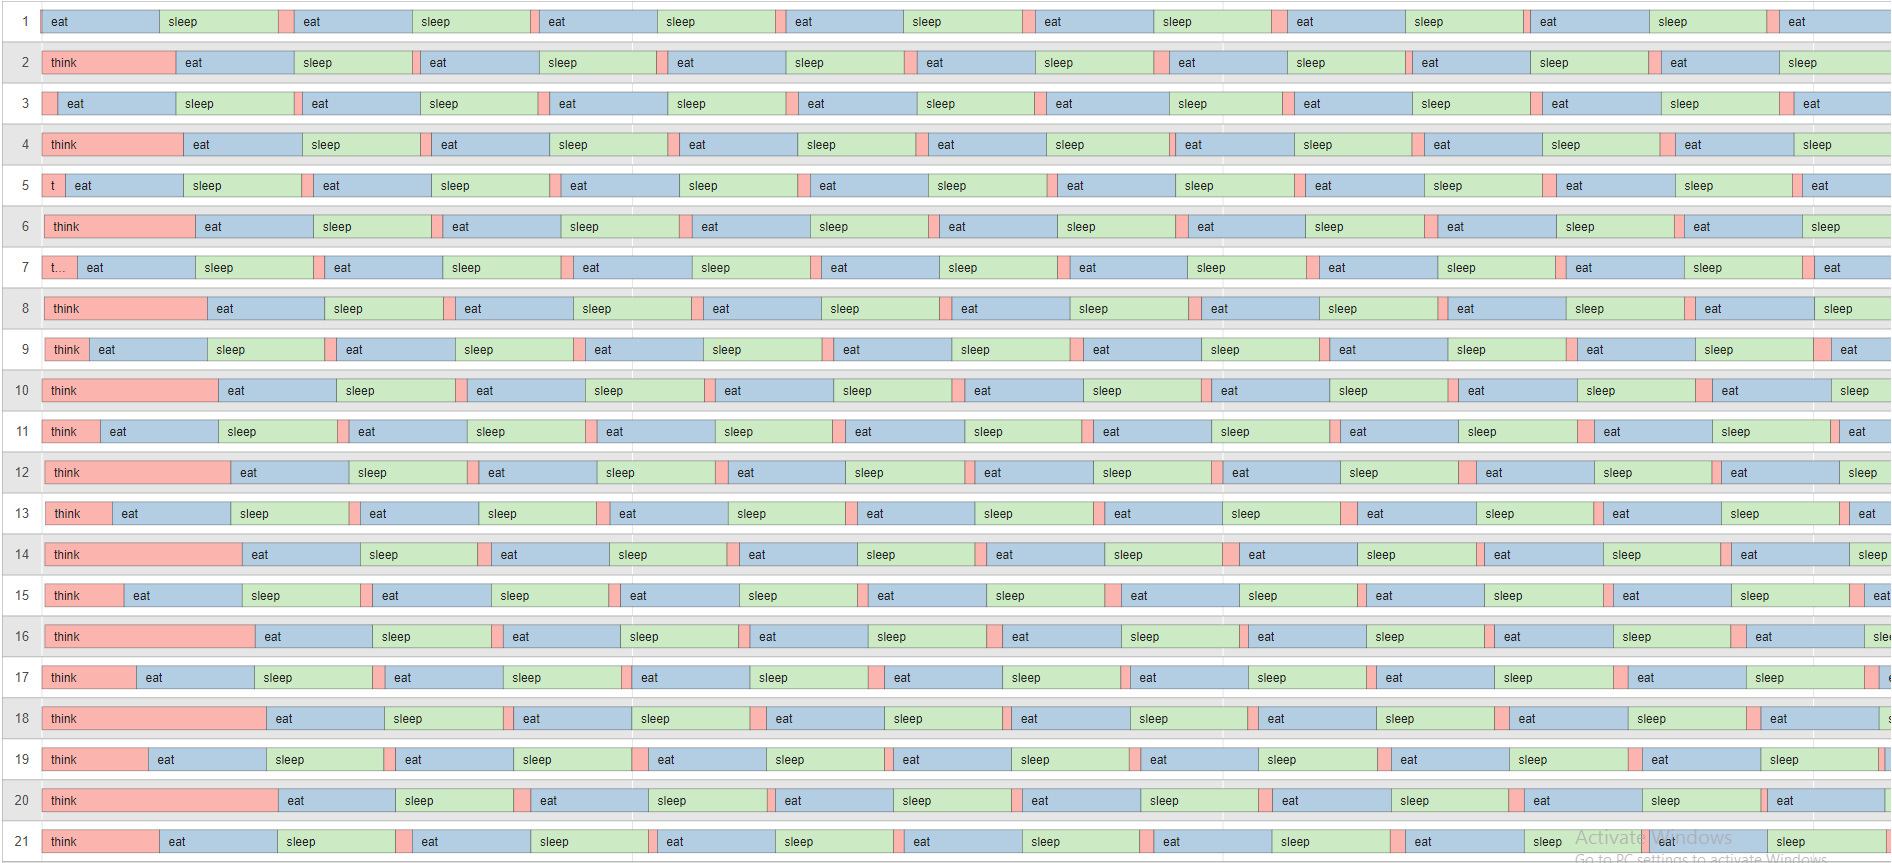 1 eat sleep eat sleep eat sleep eat sleep eat sleep eat sleep eat sleep eat
2 think eat sleep eat sleep eat sleep eat sleep eat sleep eat sleep eat sleep
3 eat sleep eat sleep eat sleep eat sleep eat sleep eat sleep eat sleep eat
4 think eat sleep eat sleep eat sleep eat sleep eat sleep eat sleep eat sleep
5 t eat sleep eat sleep eat sleep eat sleep eat sleep eat sleep eat sleep eat
6 think eat sleep eat sleep eat sleep eat sleep eat sleep eat sleep eat sleep
7 t... eat sleep eat sleep eat sleep eat sleep eat sleep eat sleep eat sleep eat
8 think eat sleep eat sleep eat sleep eat sleep eat sleep eat sleep eat sleep
9 think eat sleep eat sleep eat sleep eat sleep eat sleep eat sleep eat sleep eat
10 think eat sleep eat sleep eat sleep eat sleep eat sleep eat sleep eat sleep
11 think eat sleep eat sleep eat sleep eat sleep eat sleep eat sleep eat sleep eat
12 think eat sleep eat sleep eat sleep eat sleep eat sleep eat sleep eat sleep
13 think eat sleep eat sleep eat sleep eat sleep eat sleep eat sleep eat sleep eat
14 think eat sleep eat sleep eat sleep eat sleep eat sleep eat sleep eat sleep
15 think eat sleep eat sleep eat sleep eat sleep eat sleep eat sleep eat sleep eat
16 think eat sleep eat sleep eat sleep eat sleep eat sleep eat sleep eat sle
17 think eat sleep eat sleep eat sleep eat sleep eat sleep eat sleep eat sleep e
18 think eat sleep eat sleep eat sleep eat sleep eat sleep eat sleep eat s
19 think eat sleep eat sleep eat sleep eat sleep eat sleep eat sleep eat sleep
20 think eat sleep eat sleep eat sleep eat sleep eat sleep eat sleep eat
21 think eat sleep eat sleep eat sleep eat sleep eat sleep eat sleep eat sleep
Activate Windows
Go to PC settings to activate Windows.